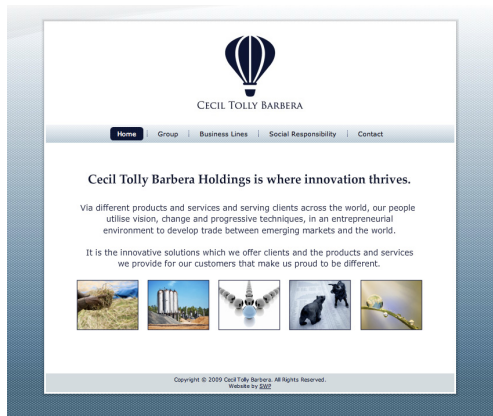 CECIL TOLLY BARBERA
Home | Group | Business Lines | Social Responsibility | Contact
Cecil Tolly Barbera Holdings is where innovation thrives.
Via different products and services and serving clients across the world, our people
utilise vision, change and progressive techniques, in an entrepreneurial
environment to develop trade between emerging markets and the world.
It is the innovative solutions which we offer clients and the products and services
we provide for our customers that make us proud to be different.
Copyright © 2009 Cecil Tolly Barbera. All Rights Reserved.
Website by SWP